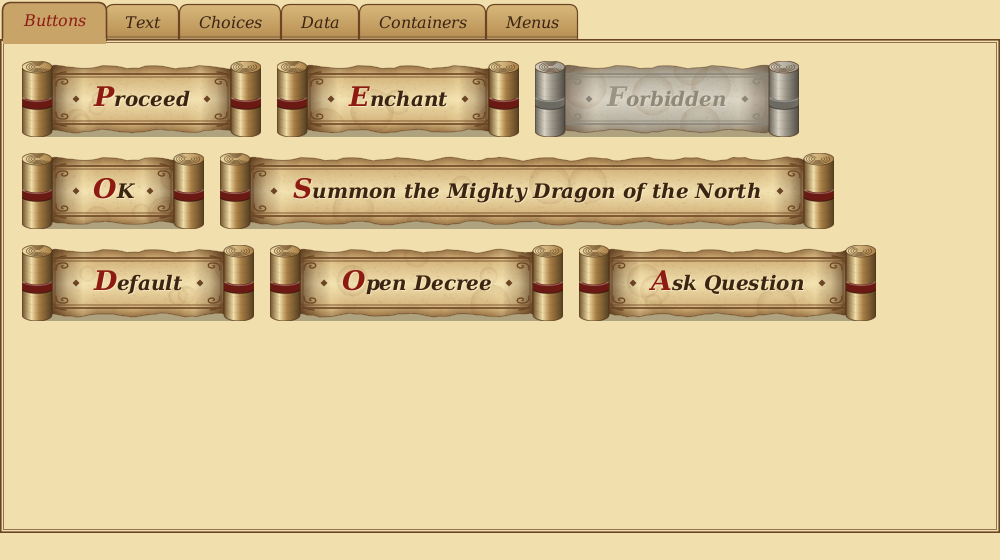 Buttons Text Choices Data Containers Menus
Proceed Enchant Forbidden
OK Summon the Mighty Dragon of the North
Default Open Decree Ask Question